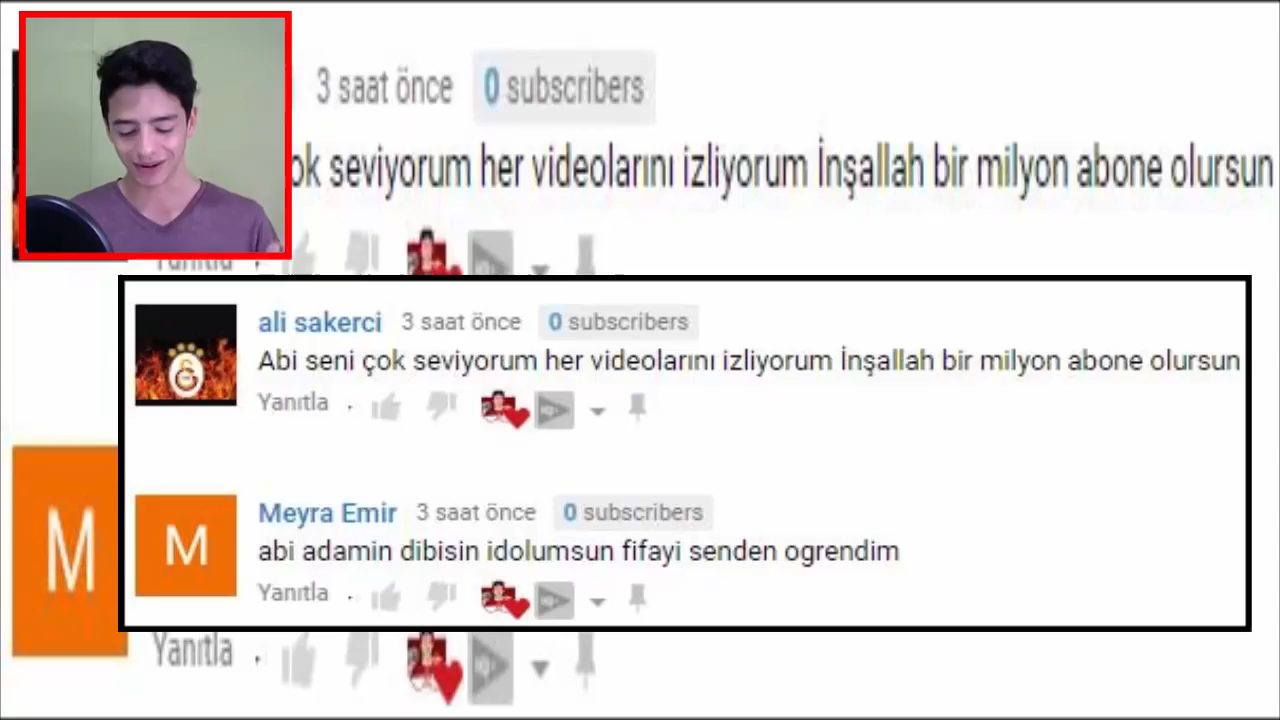 3 saat önce 0 subscribers
ok seviyorum her videolarını izliyorum İnşallah bir milyon abone olursun
Yanıtla
ali sakerci 3 saat önce 0 subscribers
Abi seni çok seviyorum her videolarını izliyorum İnşallah bir milyon abone olursun
Yanıtla
M
M
Meyra Emir 3 saat önce 0 subscribers
abi adamin dibisin idolumsun fifayi senden ogrendim
Yanıtla
Yanıtla